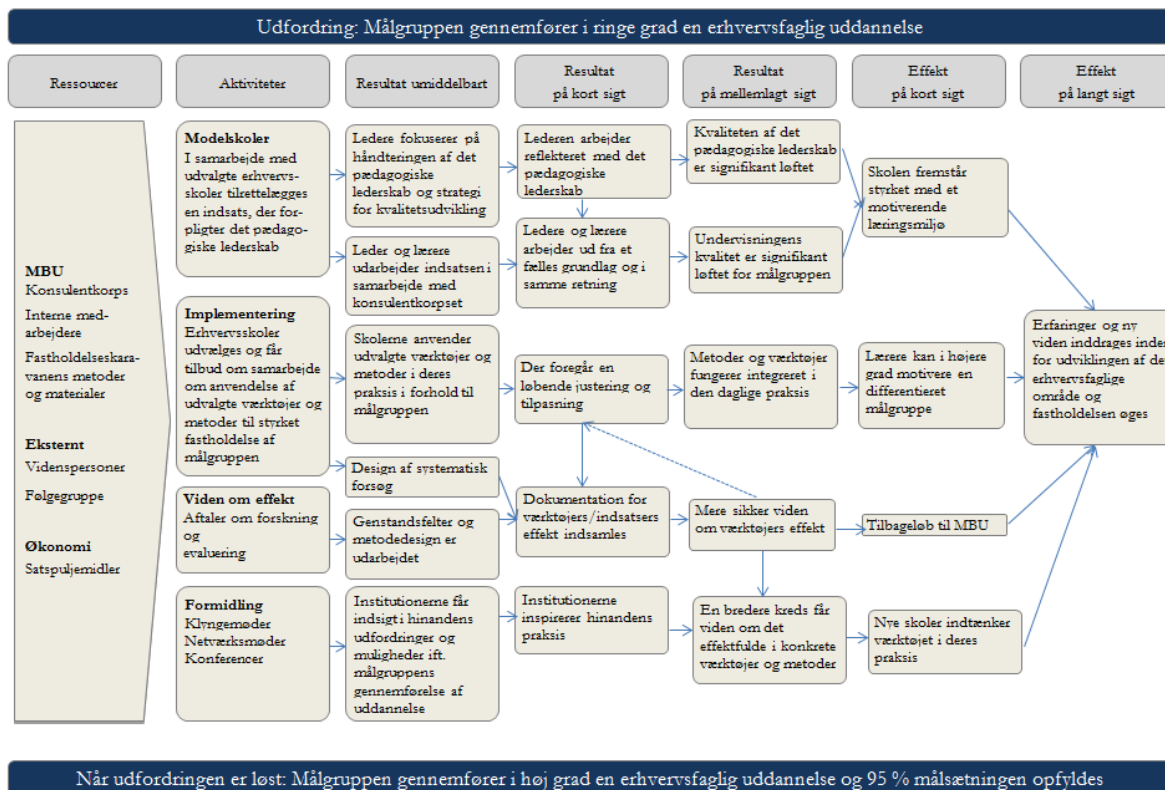 Udfordring: Målgruppen gennemfører i ringe grad en erhvervsfaglig uddannelse
Ressourcer
Aktiviteter
Resultat umiddelbart
Resultat
på kort sigt
Resultat
på mellemlagt sigt
Effekt
på kort sigt
Effekt
på langt sigt
MBU
Konsulentkorps
Interne med-
arbejdere
Fastholdelseskara-
vanens metoder
og materialer
Eksternt
Videnspersoner
Følgegruppe
Økonomi
Satspuljemidler
Modelskoler
I samarbejde med
udvalgte erhvervs-
skoler tilrettelægges
en indsats, der for-
pligter det pædago-
giske lederskab
Implementering
Erhvervsskoler
udvælges og får
tilbud om samarbejde
om anvendelse af
udvalgte værktøjer og
metoder til styrket
fastholdelse af
målgruppen
Viden om effekt
Aftaler om forskning
og
evaluering
Formidling
Klyngemøder
Netværksmøder
Konferencer
Ledere fokuserer på
håndteringen af det
pædagogiske
lederskab og strategi
for kvalitetsudvikling
Leder og lærere
udarbejder indsatsen i
samarbejde med
konsulentkorpset
Skolerne anvender
udvalgte værktøjer og
metoder i deres
praksis i forhold til
målgruppen
Design af systematisk
forsøg
Genstandsfelter og
metodedesign er
udarbejdet
Institutionerne får
indsigt i hinandens
udfordringer og
muligheder ift.
målgruppens
gennemførelse af
uddannelse
Lederen arbejder
reflekteret med det
pædagogiske
lederskab
Ledere og lærere
arbejder ud fra et
fælles grundlag og i
samme retning
Der foregår en
løbende justering og
tilpasning
Dokumentation for
værktøjers/indsatsers
effekt indsamles
Institutionerne
inspirerer hinandens
praksis
Kvaliteten af det
pædagogiske lederskab
er signifikant løftet
Undervisningens
kvalitet er signifikant
løftet for målgruppen
Metoder og værktøjer
fungerer integreret i
den daglige praksis
Mere sikker viden
om værktøjers effekt
En bredere kreds får
viden om det
effektfulde i konkrete
værktøjer og metoder
Skolen fremstår
styrket med et
motiverende
læringsmiljø
Lærere kan i højere
grad motivere en
differentieret
målgruppe
Tilbageløb til MBU
Nye skoler indtænker
værktøjet i deres
praksis
Erfaringer og ny
viden inddrages inden
for udviklingen af det
erhvervsfaglige
område og
fastholdelsen øges
Når udfordringen er løst: Målgruppen gennemfører i høj grad en erhvervsfaglig uddannelse og 95 % målsætningen opfyldes